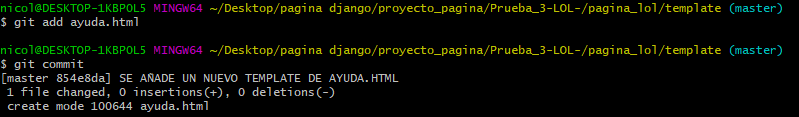 nicol@DESKTOP-1KBPOL5 MINGW64 ~/Desktop/pagina django/proyecto_pagina/Prueba_3-LOL-/pagina_lol/template (master)
$ git add ayuda.html
nicol@DESKTOP-1KBPOL5 MINGW64 ~/Desktop/pagina django/proyecto_pagina/Prueba_3-LOL-/pagina_lol/template (master)
$ git commit
[master 854e8da] SE AÑADE UN NUEVO TEMPLATE DE AYUDA.HTML
1 file changed, 0 insertions(+), 0 deletions(-)
create mode 100644 ayuda.html